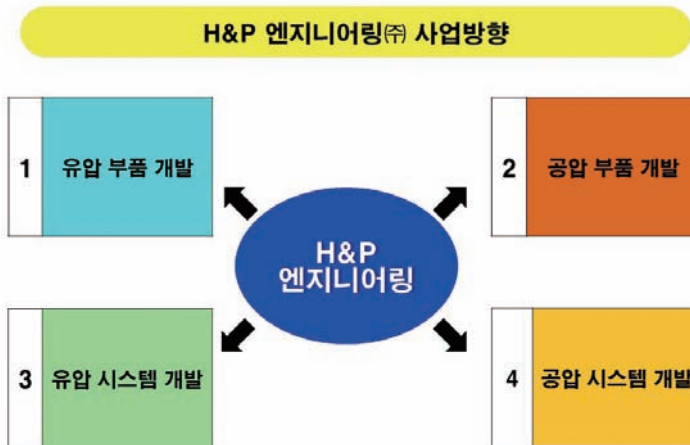 H&P 엔지니어링㈜ 사업방향
1 유압 부품 개발
2 공압 부품 개발
H&P
엔지니어링
3 유압 시스템 개발
4 공압 시스템 개발